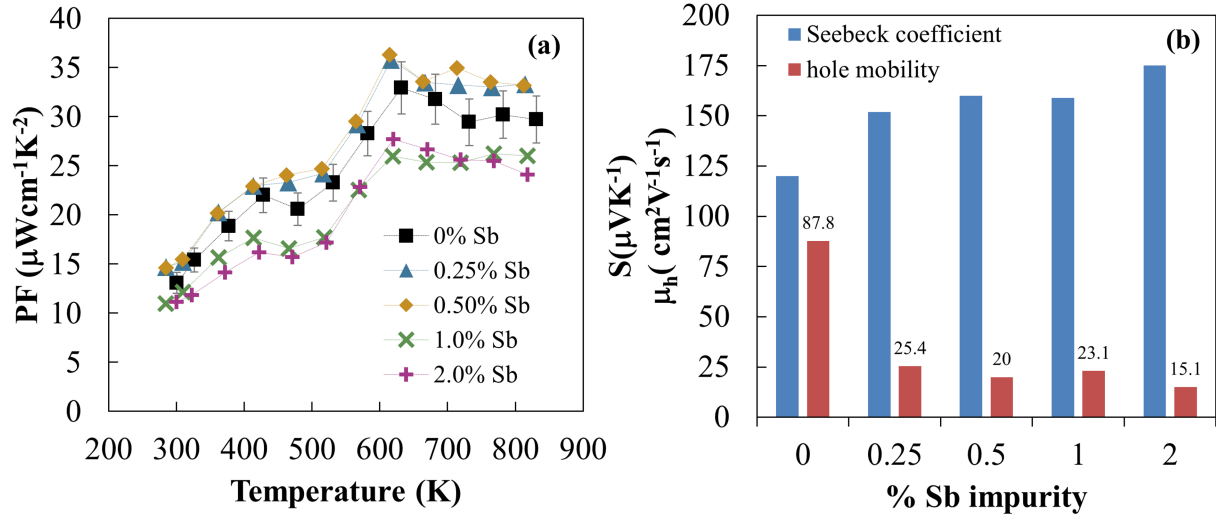 (a)
PF (μWcm⁻¹K⁻²)
40
35
30
25
20
15
10
5
0
0% Sb
0.25% Sb
0.50% Sb
1.0% Sb
2.0% Sb
200 300 400 500 600 700 800 900
Temperature (K)
(b)
Seebeck coefficient
hole mobility
S(μVK⁻¹)
μh( cm²V⁻¹s⁻¹)
200
175
150
125
100
75
50
25
0
87.8
25.4
20
23.1
15.1
0 0.25 0.5 1 2
% Sb impurity